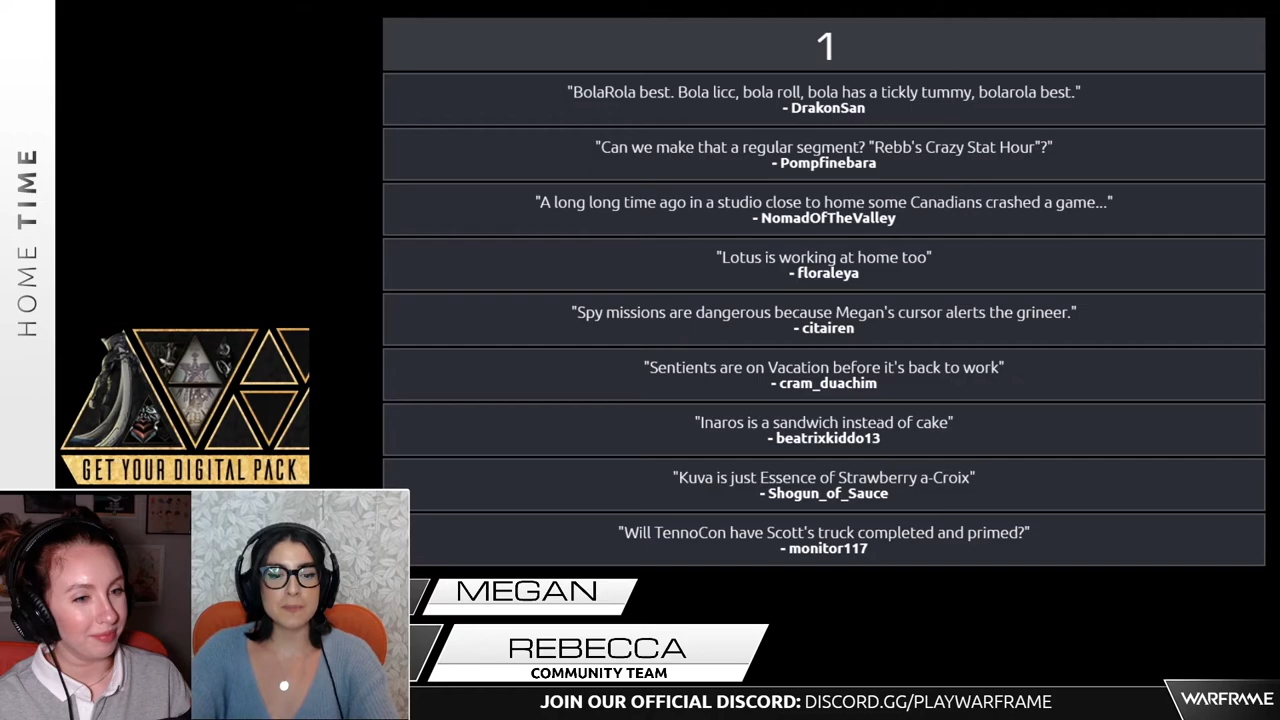 HOME TIME
1
"BolaRola best. Bola licc, bola roll, bola has a tickly tummy, bolarola best."
- DrakonSan
"Can we make that a regular segment? "Rebb's Crazy Stat Hour"?"
- Pompfinebara
"A long long time ago in a studio close to home some Canadians crashed a game..."
- NomadOfTheValley
"Lotus is working at home too"
- floraleya
"Spy missions are dangerous because Megan's cursor alerts the grineer."
- citairen
"Sentients are on Vacation before it's back to work"
- cram_duachim
"Inaros is a sandwich instead of cake"
- beatrixkiddo13
"Kuva is just Essence of Strawberry a-Croix"
- Shogun_of_Sauce
"Will TennoCon have Scott's truck completed and primed?"
- monitor117
GET YOUR DIGITAL PACK
MEGAN
REBECCA
COMMUNITY TEAM
JOIN OUR OFFICIAL DISCORD: DISCORD.GG/PLAYWARFRAME
WARFRAME